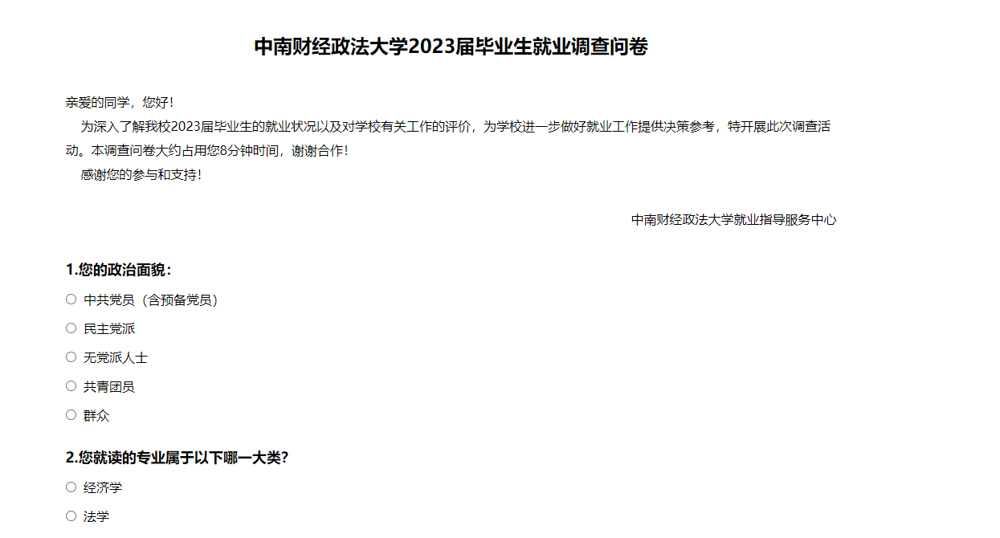 中南财经政法大学2023届毕业生就业调查问卷
亲爱的同学，您好！
为深入了解我校2023届毕业生的就业状况以及对学校有关工作的评价，为学校进一步做好就业工作提供决策参考，特开展此次调查活
动。本调查问卷大约占用您8分钟时间，谢谢合作！
感谢您的参与和支持！
中南财经政法大学就业指导服务中心
1.您的政治面貌：
中共党员（含预备党员）
民主党派
无党派人士
共青团员
群众
2.您就读的专业属于以下哪一大类？
经济学
法学